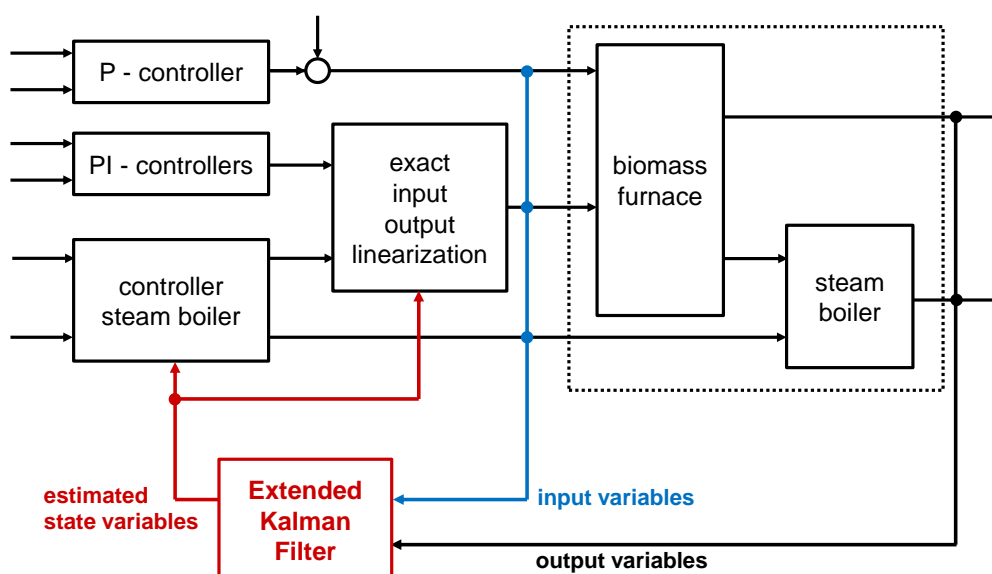 P - controller
PI - controllers
exact
input
output
linearization
controller
steam boiler
biomass
furnace
steam
boiler
estimated
state variables
Extended
Kalman
Filter
input variables
output variables